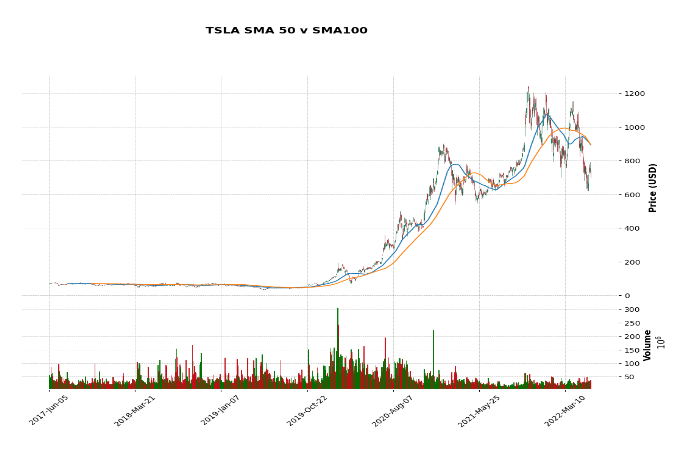 TSLA SMA 50 v SMA100
1200
1000
800
600
400
200
0
Price (USD)
300
250
200
150
100
50
Volume
10^6
2017-Jun-05
2018-Mar-21
2019-Jan-07
2019-Oct-22
2020-Aug-07
2021-May-25
2022-Mar-10